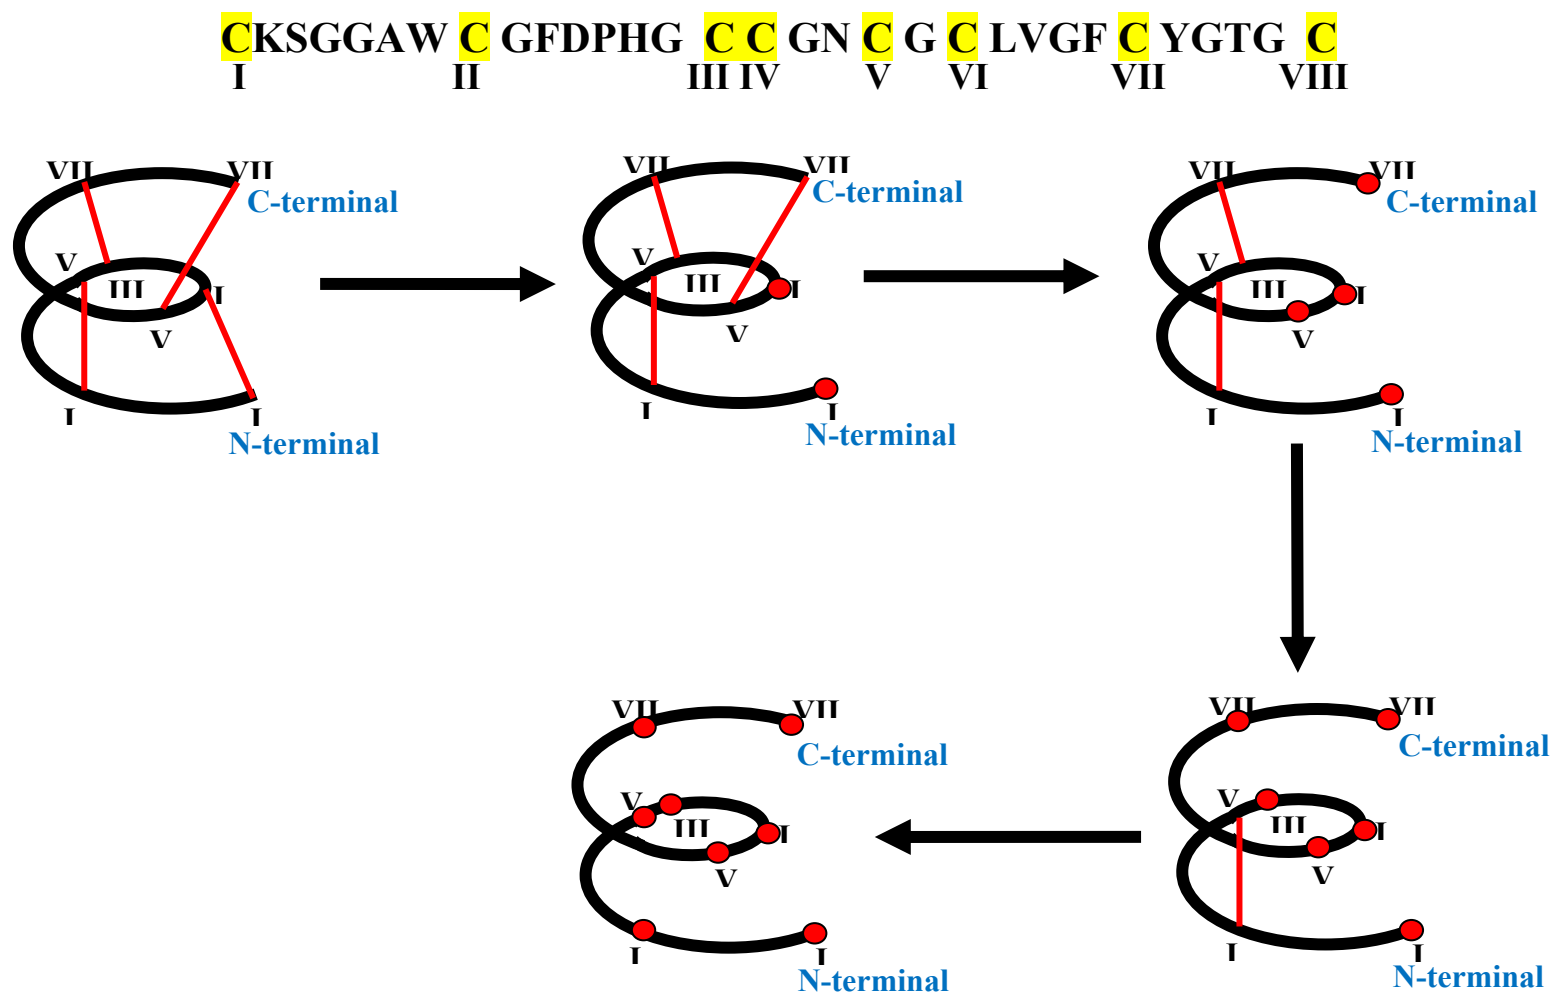 CKSGGAW C GFDPHG C C GN C G C LVGF C YGTG C
I II III IV V VI VII VIII
VII VII
C-terminal
V
III I
V
I I
N-terminal
VII VII
C-terminal
V
III I
V
I I
N-terminal
VII VII
C-terminal
V
III I
V
I I
N-terminal
VII VII
C-terminal
V
III I
V
I I
N-terminal
VII VII
C-terminal
V
III I
V
I I
N-terminal